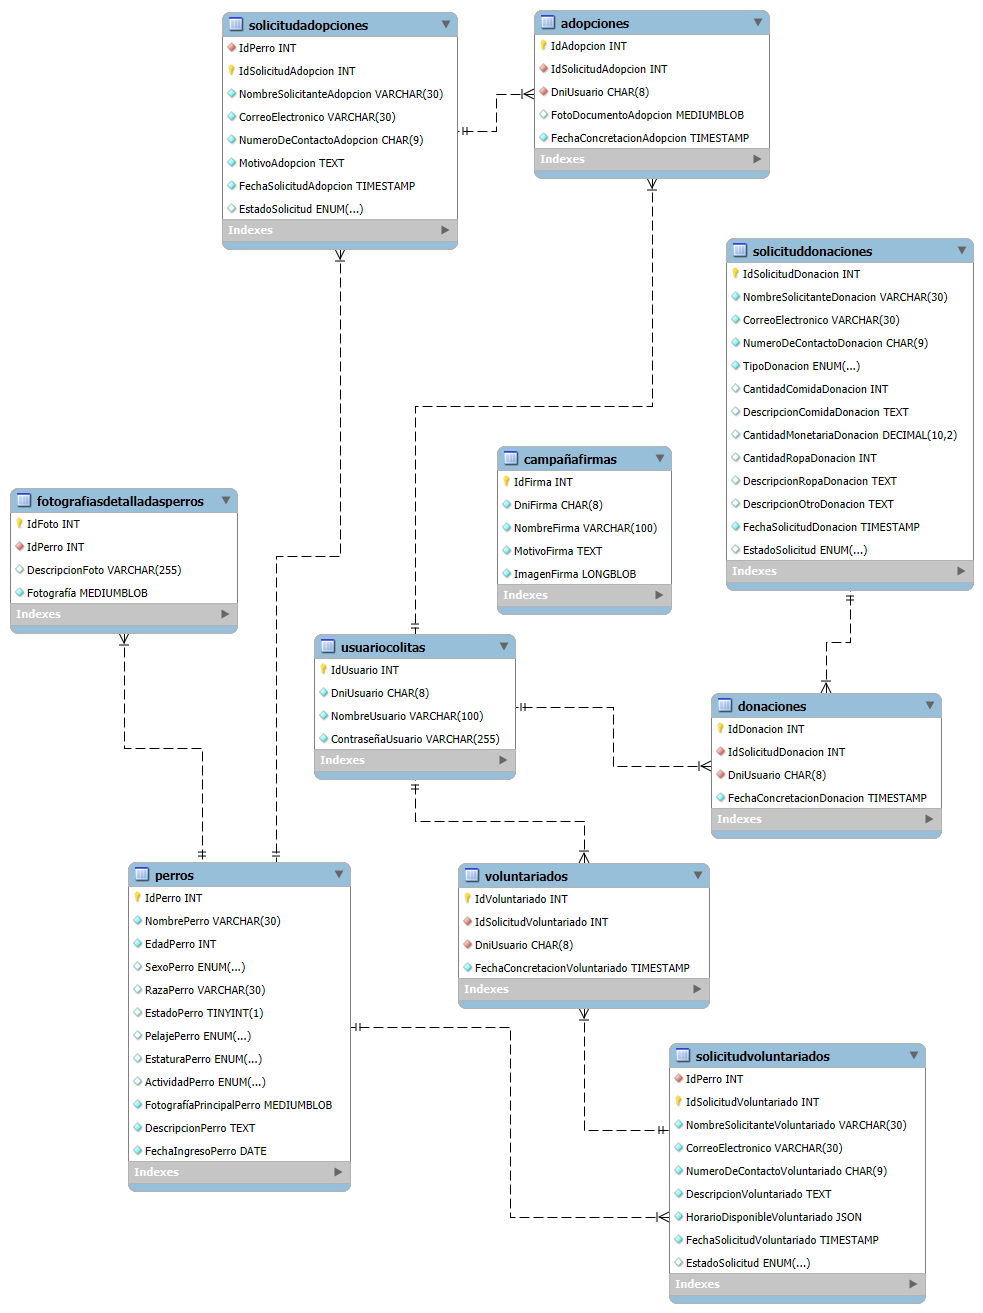 solicitudadopciones
IdPerro INT
IdSolicitudAdopcion INT
NombreSolicitanteAdopcion VARCHAR(30)
CorreoElectronico VARCHAR(30)
NumeroDeContactoAdopcion CHAR(9)
MotivoAdopcion TEXT
FechaSolicitudAdopcion TIMESTAMP
EstadoSolicitud ENUM(...)
Indexes
adopciones
IdAdopcion INT
IdSolicitudAdopcion INT
DniUsuario CHAR(8)
FotoDocumentoAdopcion MEDIUMBLOB
FechaConcretacionAdopcion TIMESTAMP
Indexes
solicituddonaciones
IdSolicitudDonacion INT
NombreSolicitanteDonacion VARCHAR(30)
CorreoElectronico VARCHAR(30)
NumeroDeContactoDonacion CHAR(9)
TipoDonacion ENUM(...)
CantidadComidaDonacion INT
DescripcionComidaDonacion TEXT
CantidadMonetariaDonacion DECIMAL(10,2)
CantidadRopaDonacion INT
DescripcionRopaDonacion TEXT
DescripcionOtroDonacion TEXT
FechaSolicitudDonacion TIMESTAMP
EstadoSolicitud ENUM(...)
Indexes
campañafirmas
IdFirma INT
DniFirma CHAR(8)
NombreFirma VARCHAR(100)
MotivoFirma TEXT
ImagenFirma LONGBLOB
Indexes
fotografiasdetalladasperros
IdFoto INT
IdPerro INT
DescripcionFoto VARCHAR(255)
Fotografía MEDIUMBLOB
Indexes
usuariocolitas
IdUsuario INT
DniUsuario CHAR(8)
NombreUsuario VARCHAR(100)
ContraseñaUsuario VARCHAR(255)
Indexes
donaciones
IdDonacion INT
IdSolicitudDonacion INT
DniUsuario CHAR(8)
FechaConcretacionDonacion TIMESTAMP
Indexes
perros
IdPerro INT
NombrePerro VARCHAR(30)
EdadPerro INT
SexoPerro ENUM(...)
RazaPerro VARCHAR(30)
EstadoPerro TINYINT(1)
PelajePerro ENUM(...)
EstaturaPerro ENUM(...)
ActividadPerro ENUM(...)
FotografíaPrincipalPerro MEDIUMBLOB
DescripcionPerro TEXT
FechaIngresoPerro DATE
Indexes
voluntariados
IdVoluntariado INT
IdSolicitudVoluntariado INT
DniUsuario CHAR(8)
FechaConcretacionVoluntariado TIMESTAMP
Indexes
solicitudvoluntariados
IdPerro INT
IdSolicitudVoluntariado INT
NombreSolicitanteVoluntariado VARCHAR(30)
CorreoElectronico VARCHAR(30)
NumeroDeContactoVoluntariado CHAR(9)
DescripcionVoluntariado TEXT
HorarioDisponibleVoluntariado JSON
FechaSolicitudVoluntariado TIMESTAMP
EstadoSolicitud ENUM(...)
Indexes